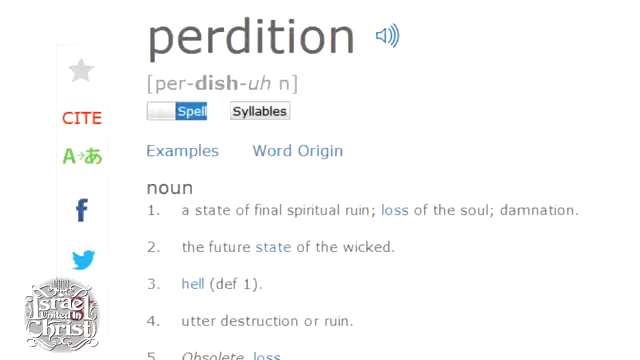 perdition
[per-dish-uh n]
Spell
Syllables
CITE
A→あ
Examples
Word Origin
noun
1. a state of final spiritual ruin; loss of the soul; damnation.
2. the future state of the wicked.
3. hell (def 1).
4. utter destruction or ruin.
5. Obsolete. loss.
f
Israel
United In
Christ